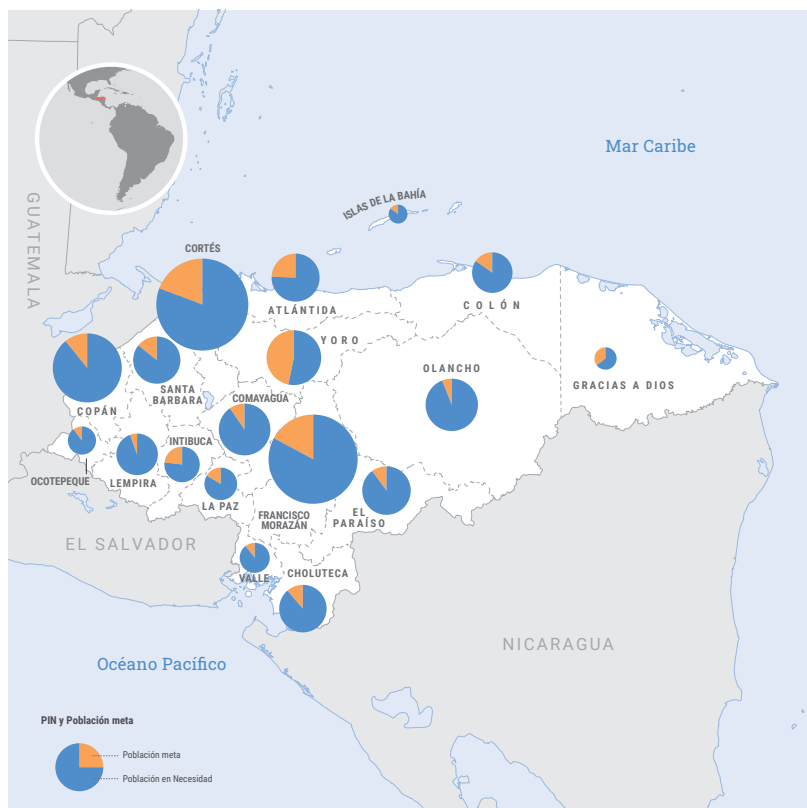 Mar Caribe
ISLAS DE LA BAHÍA
GUATEMALA
CORTÉS
ATLÁNTIDA
COLÓN
YORO
OLANCHO
GRACIAS A DIOS
SANTA
BARBARA
COPÁN
COMAYAGUA
INTIBUCA
OCOTEPEQUE
LEMPIRA
LA PAZ
FRANCISCO
MORAZÁN
EL
PARAÍSO
EL SALVADOR
VALLE
CHOLUTECA
NICARAGUA
Océano Pacífico
PIN y Población meta
Población meta
Población en Necesidad